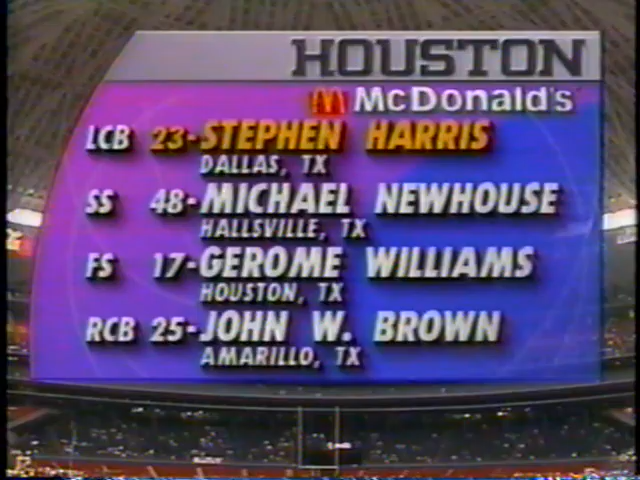 HOUSTON
McDonald's
LCB 23-STEPHEN HARRIS
DALLAS, TX
SS 48-MICHAEL NEWHOUSE
HALLSVILLE, TX
FS 17-GEROME WILLIAMS
HOUSTON, TX
RCB 25-JOHN W. BROWN
AMARILLO, TX